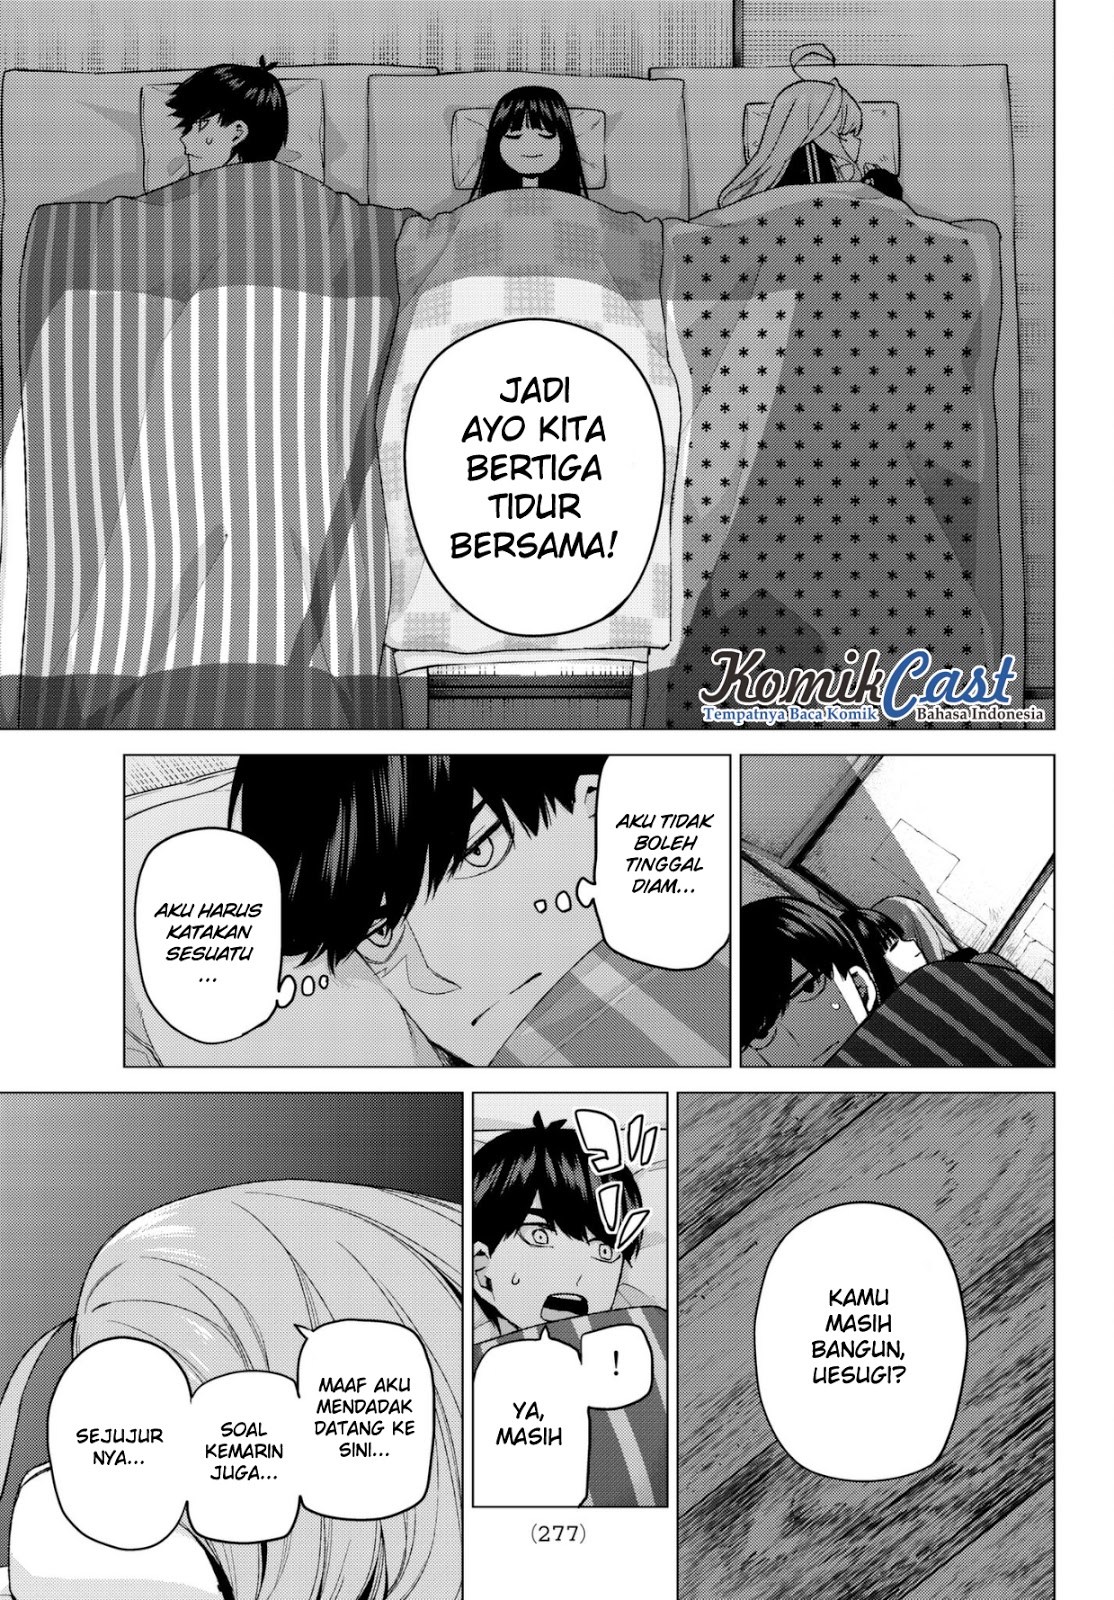 JADI
AYO KITA
BERTIGA
TIDUR
BERSAMA!
KomikCast
Tempatnya Baca Komik Bahasa Indonesia
AKU TIDAK
BOLEH
TINGGAL
DIAM...
AKU HARUS
KATAKAN
SESUATU
...
KAMU
MASIH
BANGUN,
UESUGI?
!
YA,
MASIH
MAAF AKU
MENDADAK
DATANG KE
SINI...
SOAL
KEMARIN
JUGA...
SEJUJUR
NYA...
(277)